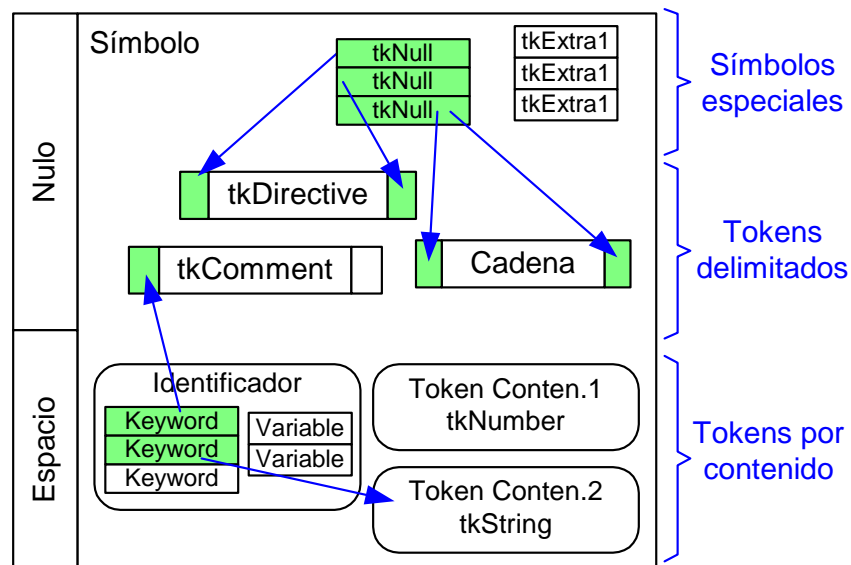 Nulo
Símbolo
tkNull
tkNull
tkNull
tkExtra1
tkExtra1
tkExtra1
Símbolos
especiales
tkDirective
tkComment
Cadena
Tokens
delimitados
Espacio
Identificador
Keyword
Keyword
Keyword
Variable
Variable
Token Conten.1
tkNumber
Token Conten.2
tkString
Tokens por
contenido